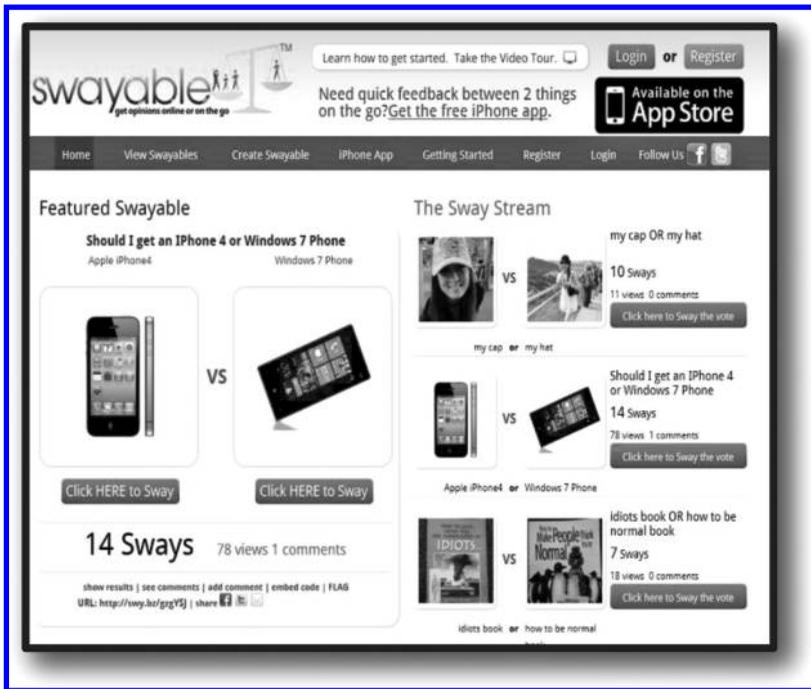 swayable
TM
get opinions online or on the go
Learn how to get started. Take the Video Tour.
Login or Register
Need quick feedback between 2 things
on the go?Get the free iPhone app.
Available on the
App Store
Home View Swayables Create Swayable iPhone App Getting Started Register Login Follow Us
Featured Swayable
Should I get an IPhone 4 or Windows 7 Phone
Apple iPhone4 Windows 7 Phone
VS
Click HERE to Sway Click HERE to Sway
14 Sways 78 views 1 comments
show results | see comments | add comment | embed code | FLAG
URL: http://swy.bz/gzgYSJ | share
The Sway Stream
VS
my cap OR my hat
10 Sways
11 views 0 comments
Click here to Sway the vote
my cap or my hat
VS
Should I get an IPhone 4
or Windows 7 Phone
14 Sways
78 views 1 comments
Click here to Sway the vote
Apple iPhone4 or Windows 7 Phone
IDIOTS
VS
Make People Think
Normal
idiots book OR how to be
normal book
7 Sways
18 views 0 comments
Click here to Sway the vote
idiots book or how to be normal